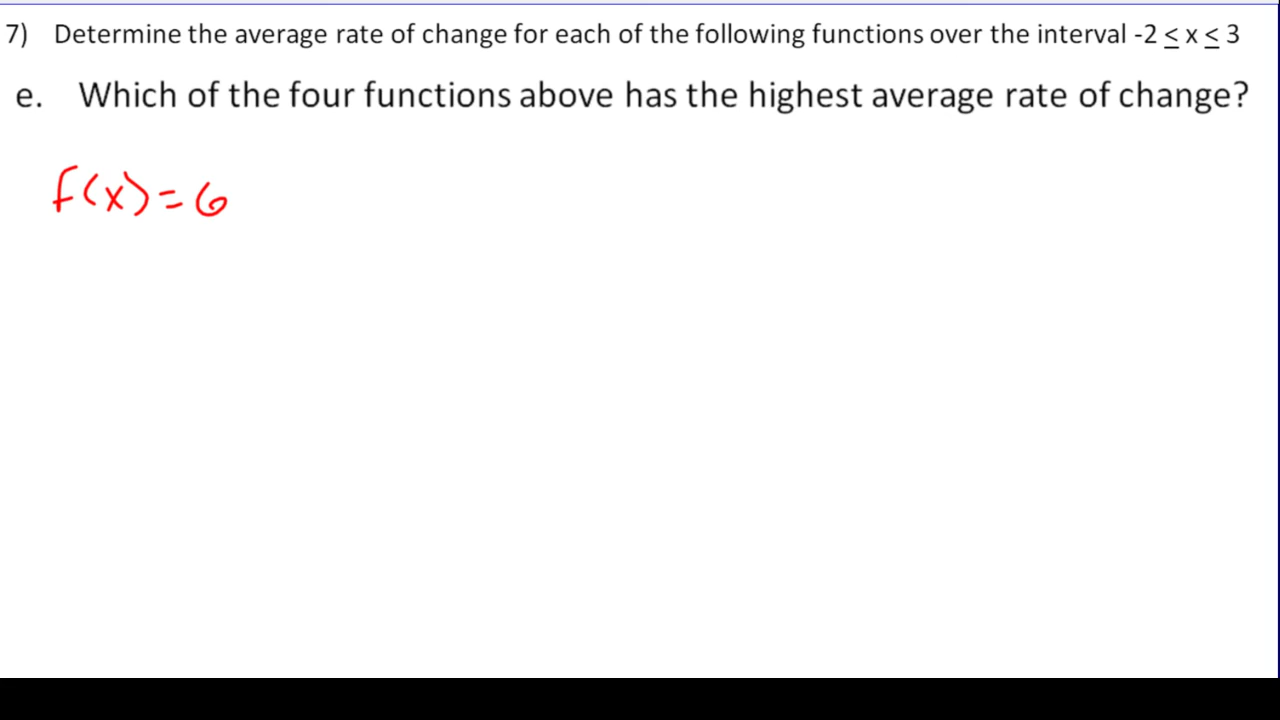 7) Determine the average rate of change for each of the following functions over the interval -2 ≤ x ≤ 3
e. Which of the four functions above has the highest average rate of change?
f(x) = 6